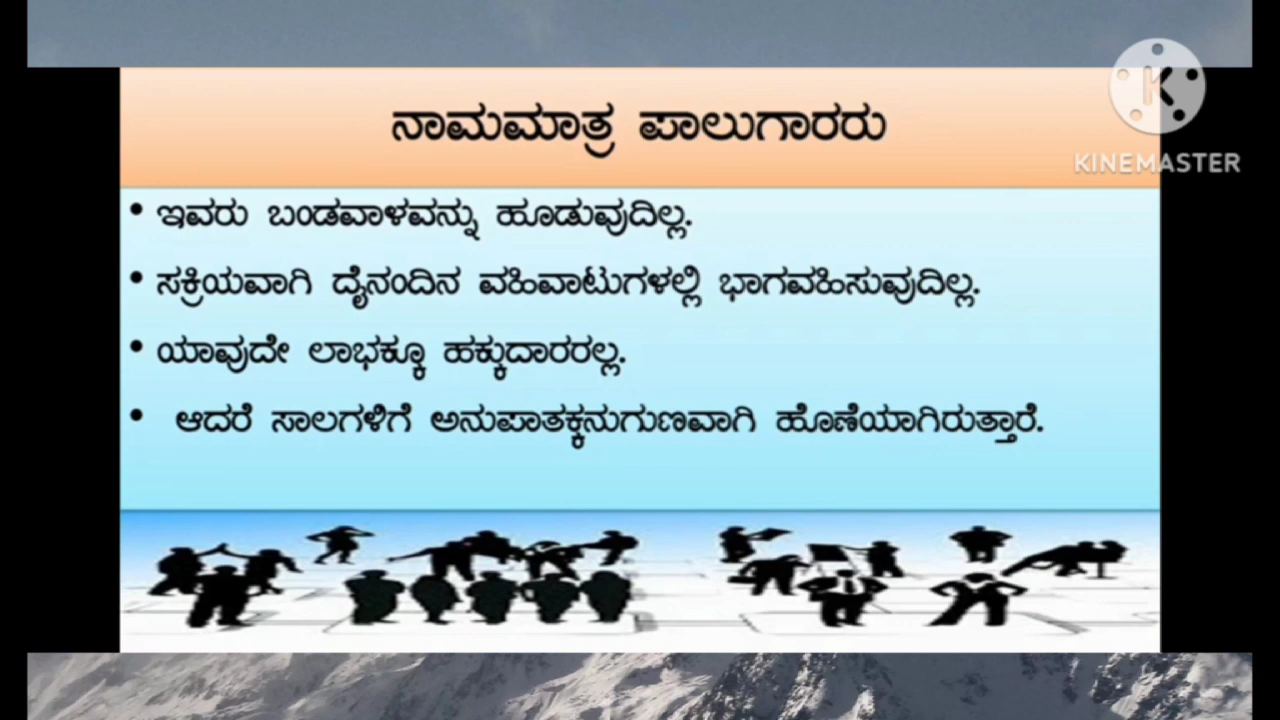 ನಾಮಮಾತ್ರ ಪಾಲುಗಾರರು
KINEMASTER
• ಇವರು ಬಂಡವಾಳವನ್ನು ಹೂಡುವುದಿಲ್ಲ.
• ಸಕ್ರಿಯವಾಗಿ ದೈನಂದಿನ ವಹಿವಾಟುಗಳಲ್ಲಿ ಭಾಗವಹಿಸುವುದಿಲ್ಲ.
• ಯಾವುದೇ ಲಾಭಕ್ಕೂ ಹಕ್ಕುದಾರರಲ್ಲ.
• ಆದರೆ ಸಾಲಗಳಿಗೆ ಅನುಪಾತಕ್ಕನುಗುಣವಾಗಿ ಹೊಣೆಯಾಗಿರುತ್ತಾರೆ.